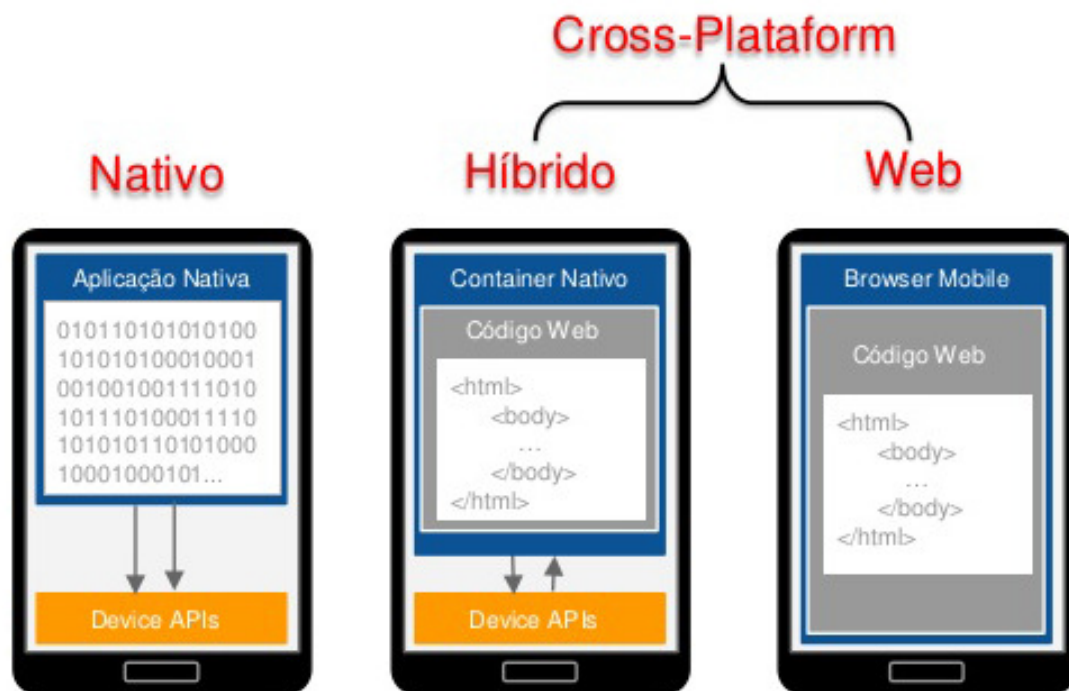 Cross-Plataform
Nativo
Híbrido
Web
Aplicação Nativa
010110101010100
101010100010001
001001001111010
101110100011110
101010110101000
10001000101...
Device APIs
Container Nativo
Código Web
<html>
<body>
...
</body>
</html>
Device APIs
Browser Mobile
Código Web
<html>
<body>
...
</body>
</html>